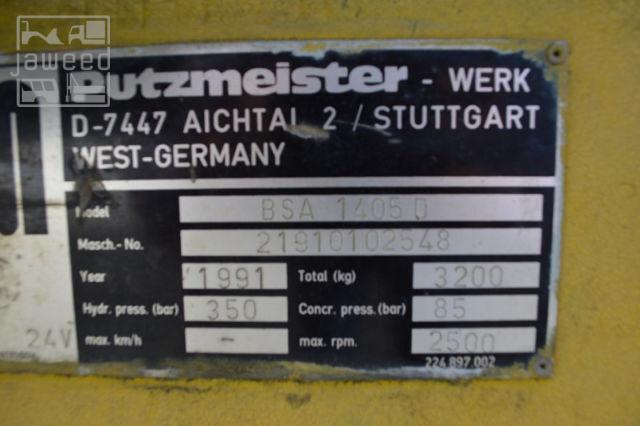 jaweed
Putzmeister - WERK
D-7447 AICHTAL 2 / STUTTGART
WEST-GERMANY
Model BSA 1405 D
Masch.-No. 21910102548
Year 1991 Total (kg) 3200
Hydr. press. (bar) 350 Concr. press. (bar) 85
max. km/h - max. rpm. 2500
24V
224.897.002